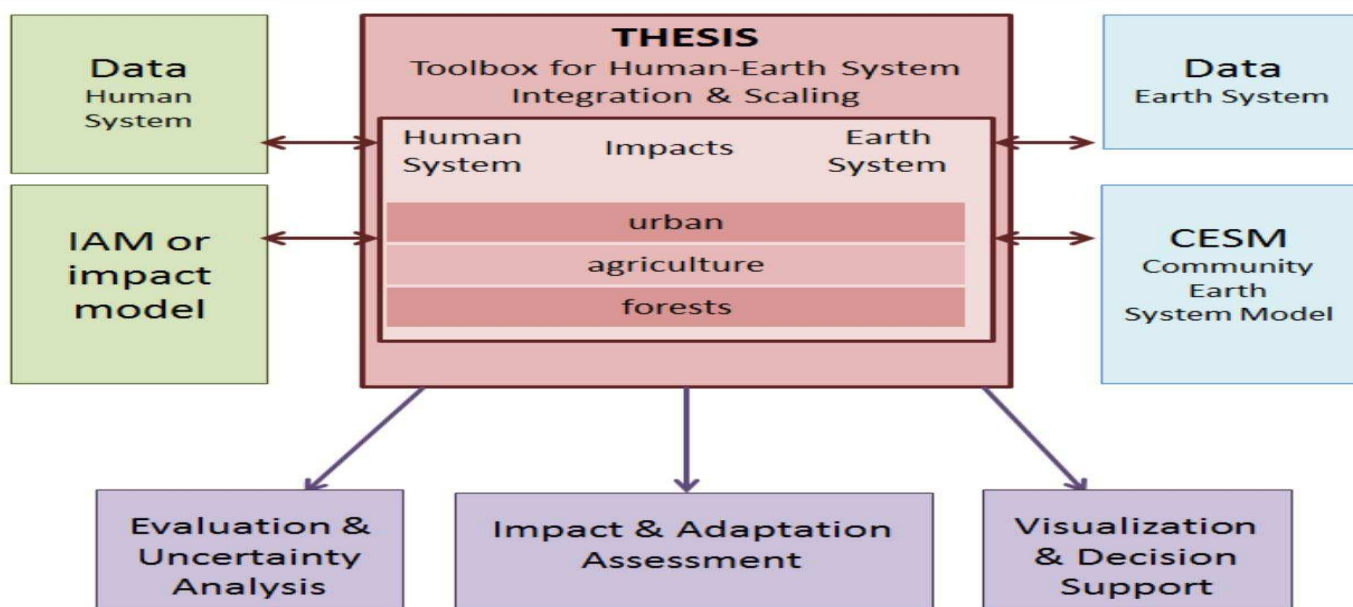 Data
Human
System
IAM or
impact
model
THESIS
Toolbox for Human-Earth System
Integration & Scaling
Human
System
Impacts
Earth
System
urban
agriculture
forests
Data
Earth System
CESM
Community
Earth
System Model
Evaluation &
Uncertainty
Analysis
Impact & Adaptation
Assessment
Visualization
& Decision
Support